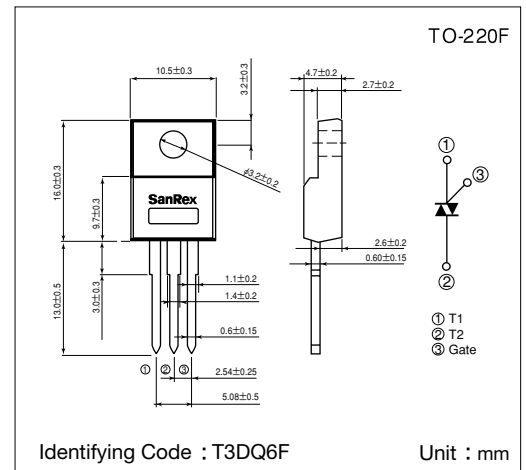 TO-220F
10.5±0.3
3.2±0.3
4.7±0.2
2.7±0.2
16.0±0.3
9.7±0.3
φ3.2±0.2
SanRex
① 
③
②
13.0±0.5
3.0±0.3
1.1±0.2
1.4±0.2
0.6±0.15
2.6±0.2
0.60±0.15
① ② ③
2.54±0.25
5.08±0.5
① T1
② T2
③ Gate
Identifying Code：T3DQ6F
Unit：mm